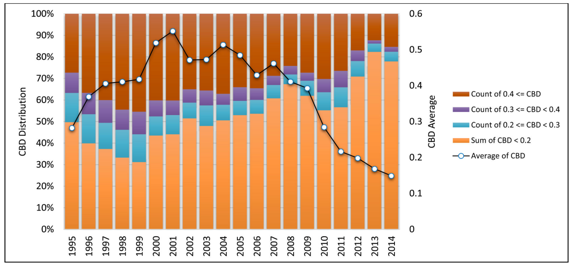 100%
90%
80%
70%
60%
50%
40%
30%
20%
10%
0%
CBD Distribution
0.6
0.5
0.4
0.3
0.2
0.1
0
CBD Average
1995 1996 1997 1998 1999 2000 2001 2002 2003 2004 2005 2006 2007 2008 2009 2010 2011 2012 2013 2014
Count of 0.4 <= CBD
Count of 0.3 <= CBD < 0.4
Count of 0.2 <= CBD < 0.3
Sum of CBD < 0.2
Average of CBD